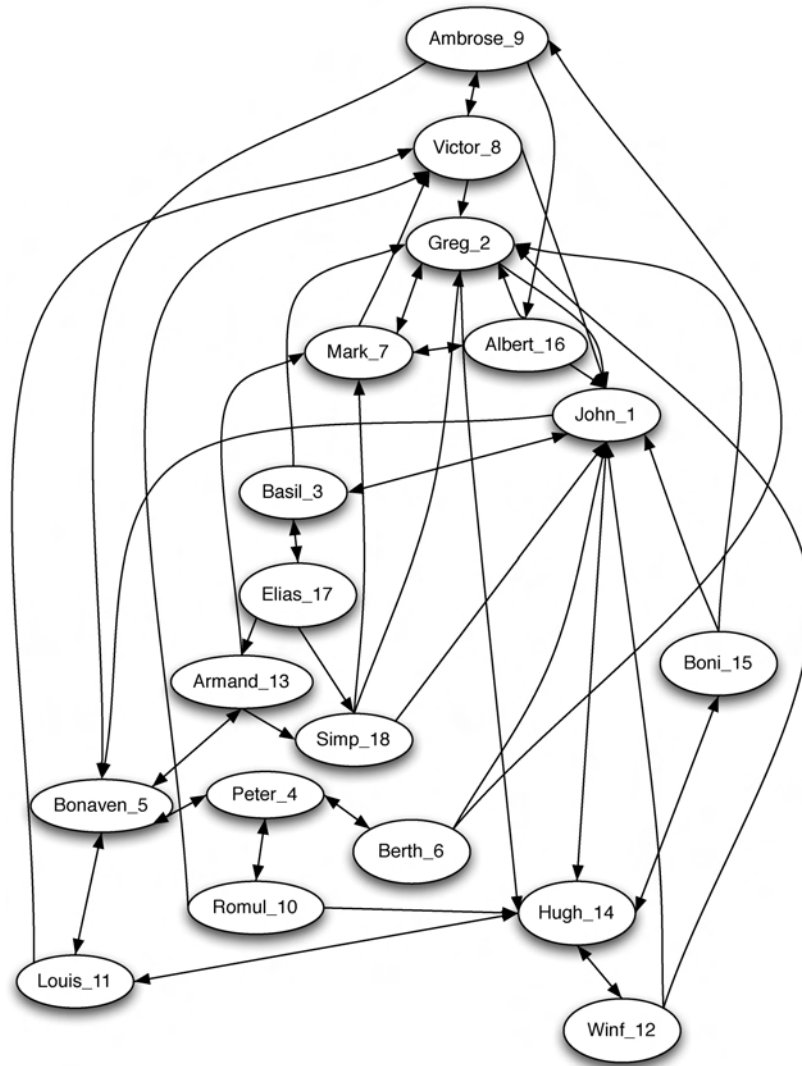 Ambrose_9
Victor_8
Greg_2
Mark_7
Albert_16
John_1
Basil_3
Elias_17
Boni_15
Armand_13
Simp_18
Peter_4
Bonaven_5
Berth_6
Romul_10
Hugh_14
Louis_11
Winf_12